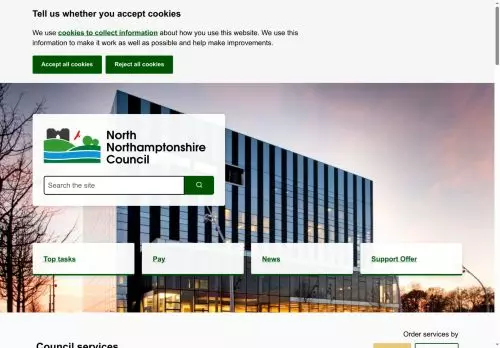 Tell us whether you accept cookies
We use cookies to collect information about how you use this website. We use this
information to make it work as well as possible and help make improvements.
Accept all cookies
Reject all cookies
North
Northamptonshire
Council
Search the site
Top tasks
Pay
News
Support Offer
Order services by
Council services